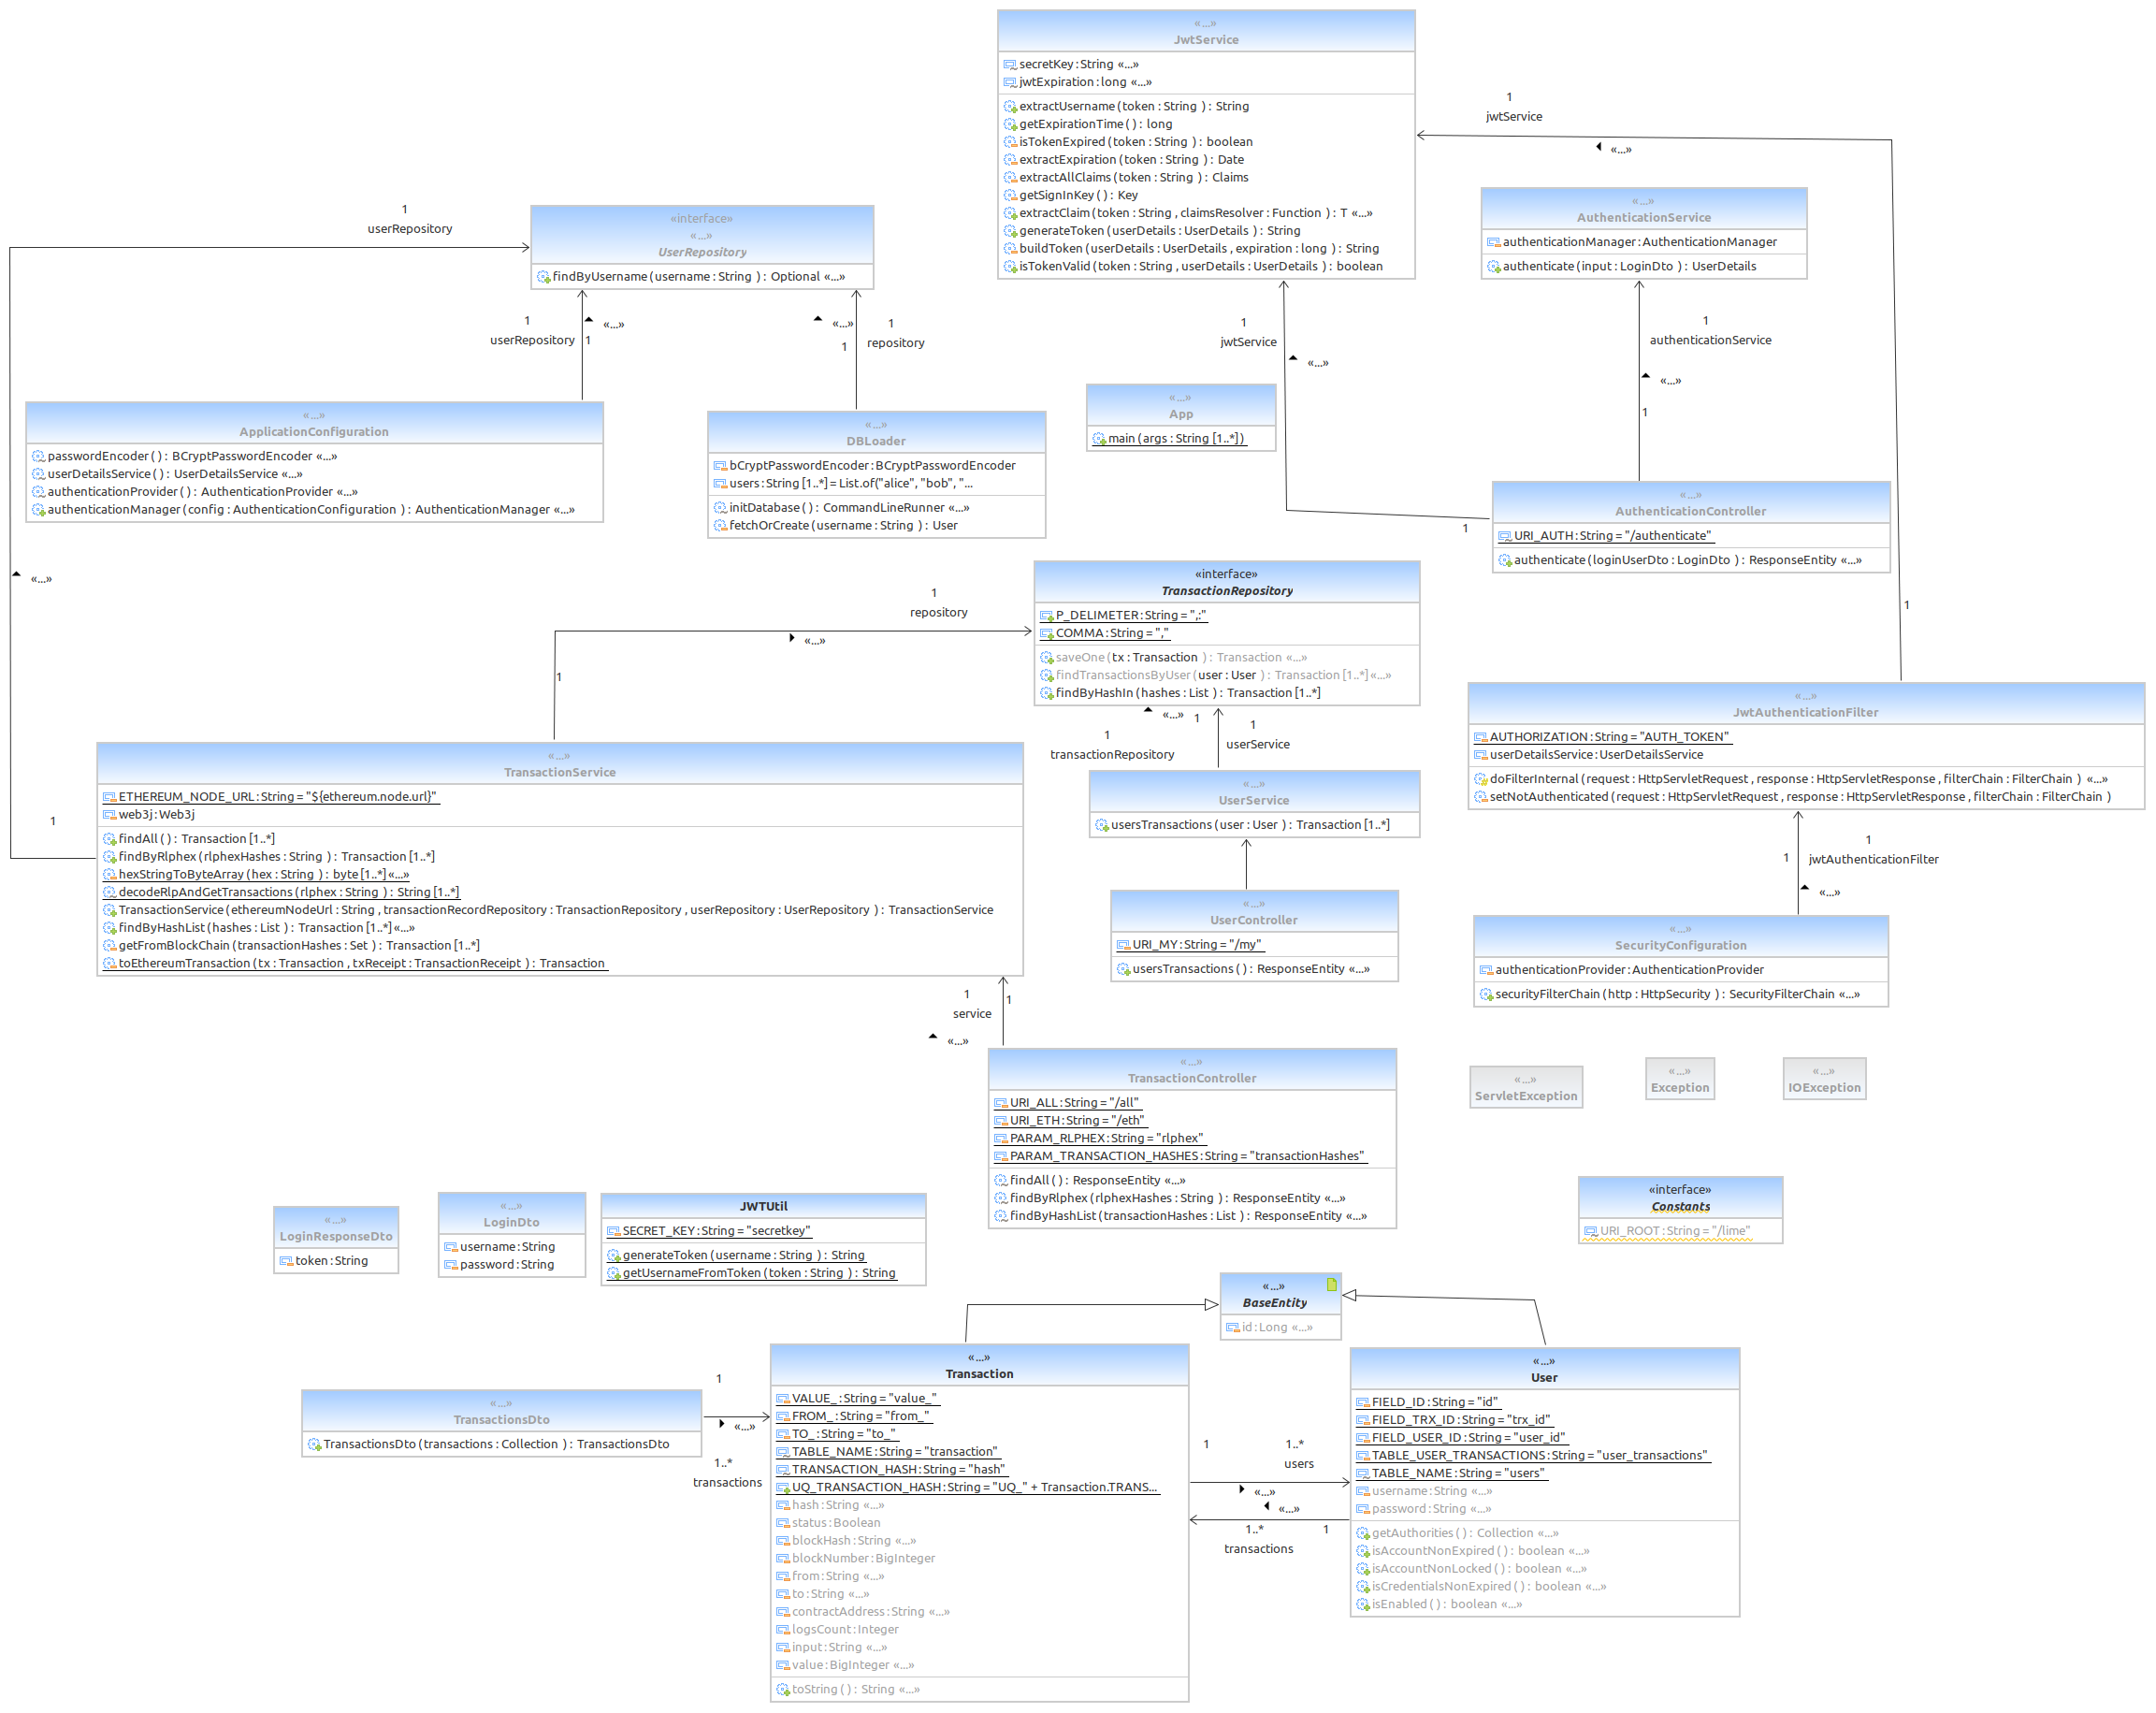 «...»
JwtService
secretKey : String «...»
jwtExpiration : long «...»
extractUsername ( token : String ) : String
getExpirationTime ( ) : long
isTokenExpired ( token : String ) : boolean
extractExpiration ( token : String ) : Date
extractAllClaims ( token : String ) : Claims
getSignInKey ( ) : Key
extractClaim ( token : String , claimsResolver : Function ) : T «...»
generateToken ( userDetails : UserDetails ) : String
buildToken ( userDetails : UserDetails , expiration : long ) : String
isTokenValid ( token : String , userDetails : UserDetails ) : boolean
1
jwtService
«...»
«...»
AuthenticationService
authenticationManager : AuthenticationManager
authenticate ( input : LoginDto ) : UserDetails
1
userRepository
«interface»
«...»
UserRepository
findByUsername ( username : String ) : Optional «...»
1
userRepository
«...»
1
«...»
1
1
repository
1
jwtService
«...»
1
authenticationService
«...»
1
«...»
App
main ( args : String [1..*] )
«...»
ApplicationConfiguration
passwordEncoder ( ) : BCryptPasswordEncoder «...»
userDetailsService ( ) : UserDetailsService «...»
authenticationProvider ( ) : AuthenticationProvider «...»
authenticationManager ( config : AuthenticationConfiguration ) : AuthenticationManager «...»
«...»
DBLoader
bCryptPasswordEncoder : BCryptPasswordEncoder
users : String [1..*] = List.of("alice", "bob", "...
initDatabase ( ) : CommandLineRunner «...»
fetchOrCreate ( username : String ) : User
«...»
AuthenticationController
URI_AUTH : String = "/authenticate"
authenticate ( loginUserDto : LoginDto ) : ResponseEntity «...»
1
«...»
1
repository
«...»
1
«interface»
TransactionRepository
P_DELIMETER : String = ",:"
COMMA : String = ","
saveOne ( tx : Transaction ) : Transaction «...»
findTransactionsByUser ( user : User ) : Transaction [1..*] «...»
findByHashIn ( hashes : List ) : Transaction [1..*]
1
«...»
1
1
transactionRepository
1
userService
«...»
JwtAuthenticationFilter
AUTHORIZATION : String = "AUTH_TOKEN"
userDetailsService : UserDetailsService
doFilterInternal ( request : HttpServletRequest , response : HttpServletResponse , filterChain : FilterChain ) «...»
setNotAuthenticated ( request : HttpServletRequest , response : HttpServletResponse , filterChain : FilterChain )
1
«...»
TransactionService
ETHEREUM_NODE_URL : String = "${ethereum.node.url}"
web3j : Web3j
findAll ( ) : Transaction [1..*]
findByRlphex ( rlphexHashes : String ) : Transaction [1..*]
hexStringToByteArray ( hex : String ) : byte [1..*] «...»
decodeRlpAndGetTransactions ( rlphex : String ) : String [1..*]
TransactionService ( ethereumNodeUrl : String , transactionRecordRepository : TransactionRepository , userRepository : UserRepository ) : TransactionService
findByHashList ( hashes : List ) : Transaction [1..*] «...»
getFromBlockChain ( transactionHashes : Set ) : Transaction [1..*]
toEthereumTransaction ( tx : Transaction , txReceipt : TransactionReceipt ) : Transaction
«...»
UserService
usersTransactions ( user : User ) : Transaction [1..*]
1
1
jwtAuthenticationFilter
«...»
«...»
UserController
URI_MY : String = "/my"
usersTransactions ( ) : ResponseEntity «...»
«...»
SecurityConfiguration
authenticationProvider : AuthenticationProvider
securityFilterChain ( http : HttpSecurity ) : SecurityFilterChain «...»
1
service
1
«...»
«...»
TransactionController
URI_ALL : String = "/all"
URI_ETH : String = "/eth"
PARAM_RLPHEX : String = "rlphex"
PARAM_TRANSACTION_HASHES : String = "transactionHashes"
findAll ( ) : ResponseEntity «...»
findByRlphex ( rlphexHashes : String ) : ResponseEntity «...»
findByHashList ( transactionHashes : List ) : ResponseEntity «...»
«...»
ServletException
«...»
Exception
«...»
IOException
«interface»
Constants
URI_ROOT : String = "/lime"
«...»
LoginResponseDto
token : String
«...»
LoginDto
username : String
password : String
JWTUtil
SECRET_KEY : String = "secretkey"
generateToken ( username : String ) : String
getUsernameFromToken ( token : String ) : String
«...»
BaseEntity
id : Long «...»
«...»
TransactionsDto
TransactionsDto ( transactions : Collection ) : TransactionsDto
1
«...»
1..*
transactions
«...»
Transaction
VALUE_ : String = "value_"
FROM_ : String = "from_"
TO_ : String = "to_"
TABLE_NAME : String = "transaction"
TRANSACTION_HASH : String = "hash"
UQ_TRANSACTION_HASH : String = "UQ_" + Transaction.TRANS...
hash : String «...»
status : Boolean
blockHash : String «...»
blockNumber : BigInteger
from : String «...»
to : String «...»
contractAddress : String «...»
logsCount : Integer
input : String «...»
value : BigInteger «...»
toString ( ) : String «...»
1
1..*
users
«...»
«...»
1..*
1
transactions
«...»
User
FIELD_ID : String = "id"
FIELD_TRX_ID : String = "trx_id"
FIELD_USER_ID : String = "user_id"
TABLE_USER_TRANSACTIONS : String = "user_transactions"
TABLE_NAME : String = "users"
username : String «...»
password : String «...»
getAuthorities ( ) : Collection «...»
isAccountNonExpired ( ) : boolean «...»
isAccountNonLocked ( ) : boolean «...»
isCredentialsNonExpired ( ) : boolean «...»
isEnabled ( ) : boolean «...»